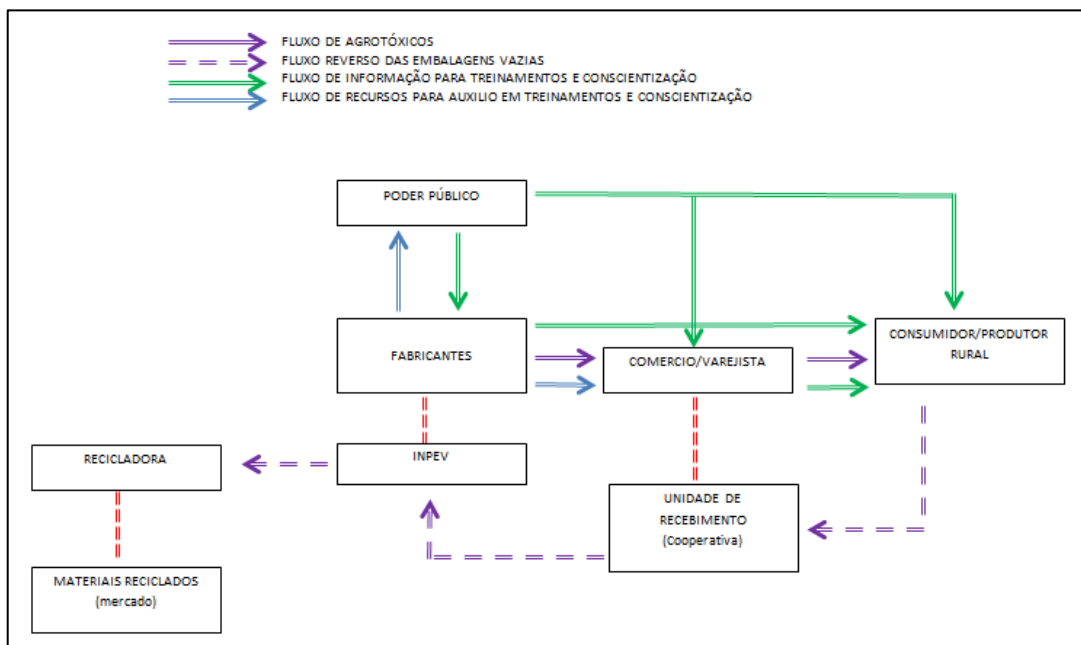 FLUXO DE AGROTÓXICOS
FLUXO REVERSO DAS EMBALAGENS VAZIAS
FLUXO DE INFORMAÇÃO PARA TREINAMENTOS E CONSCIENTIZAÇÃO
FLUXO DE RECURSOS PARA AUXILIO EM TREINAMENTOS E CONSCIENTIZAÇÃO
PODER PÚBLICO
FABRICANTES
COMERCIO/VAREJISTA
CONSUMIDOR/PRODUTOR
RURAL
RECICLADORA
INPEV
UNIDADE DE
RECEBIMENTO
(Cooperativa)
MATERIAIS RECICLADOS
(mercado)